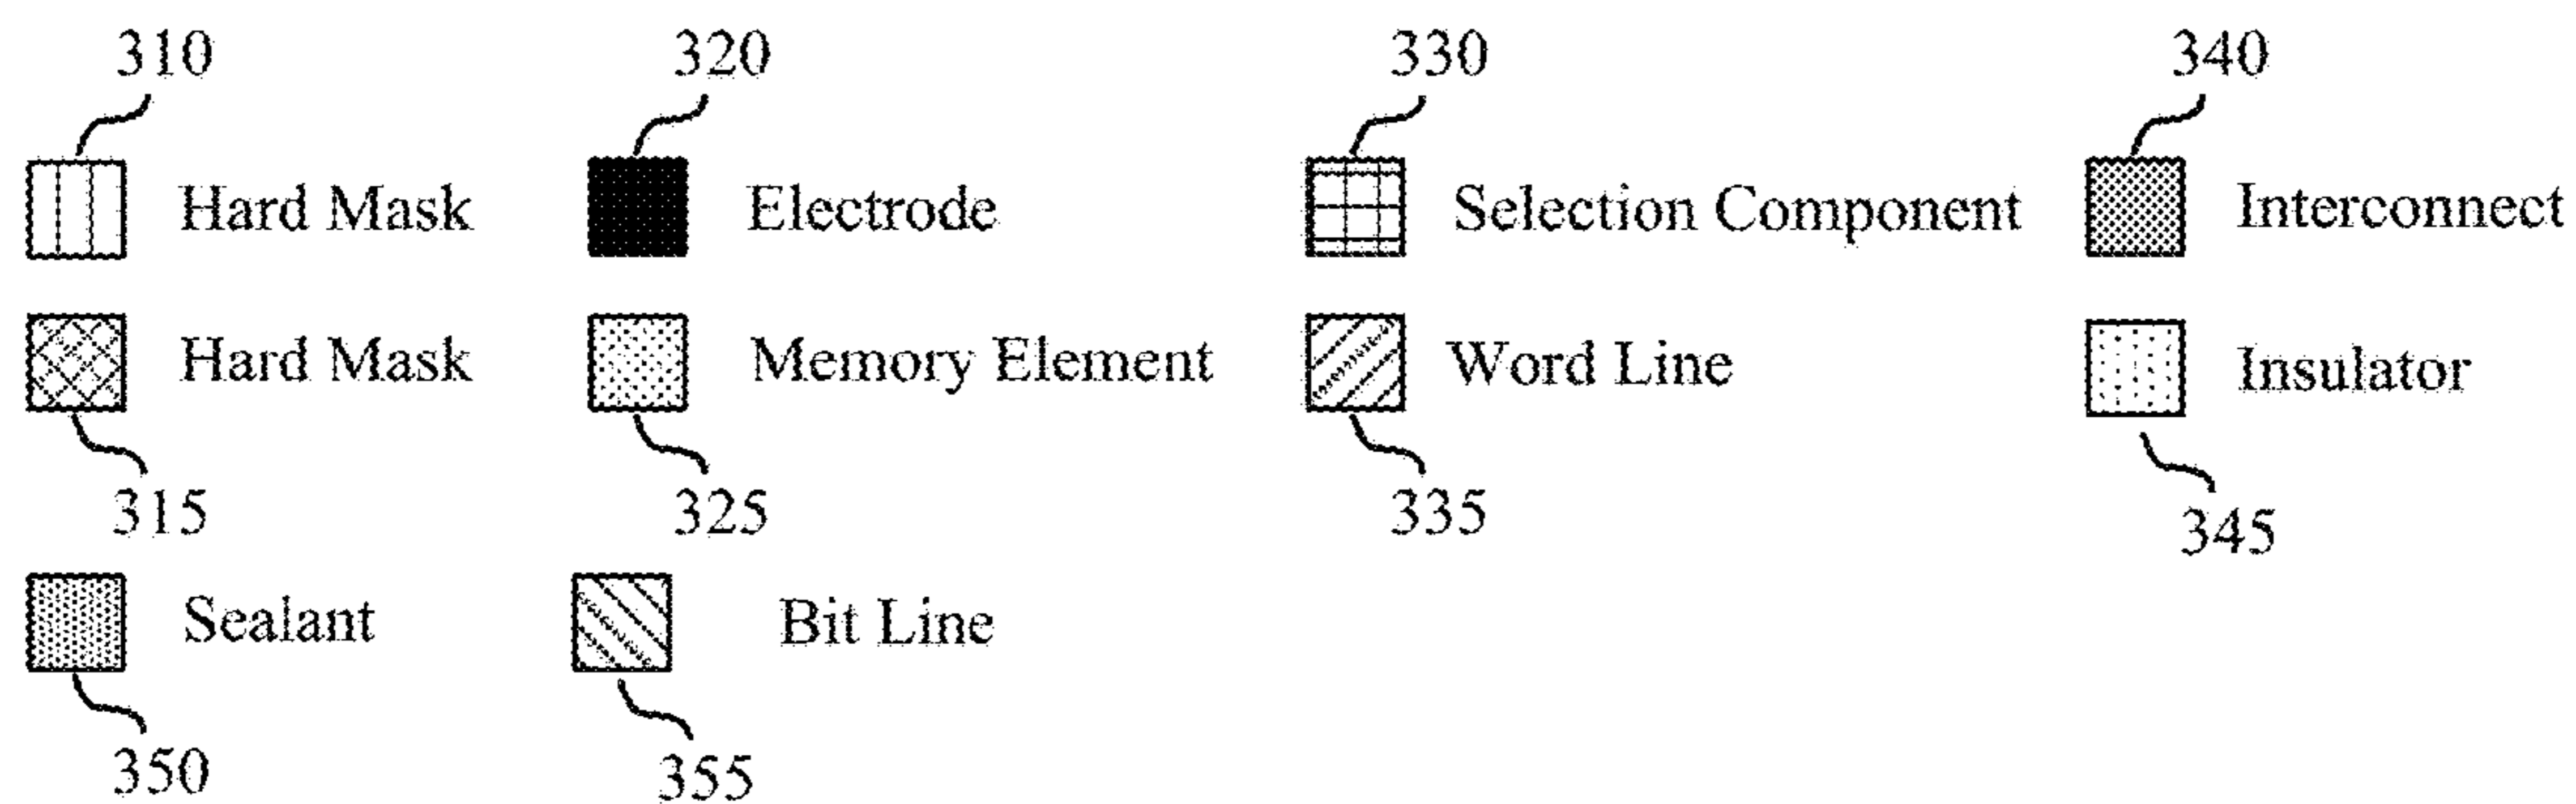 310 320 330 340
Hard Mask Electrode Selection Component Interconnect
Hard Mask Memory Element Word Line Insulator
315 325 335 345
Sealant Bit Line
350 355